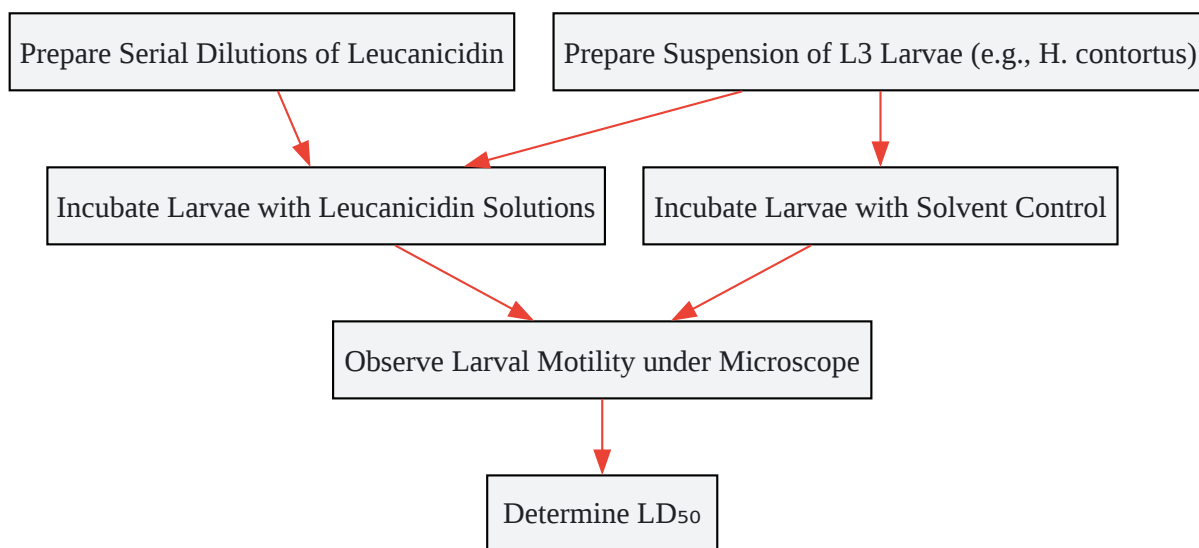 Prepare Serial Dilutions of Leucanicidin
Prepare Suspension of L3 Larvae (e.g., H. contortus)
Incubate Larvae with Leucanicidin Solutions
Incubate Larvae with Solvent Control
Observe Larval Motility under Microscope
Determine LD₅₀